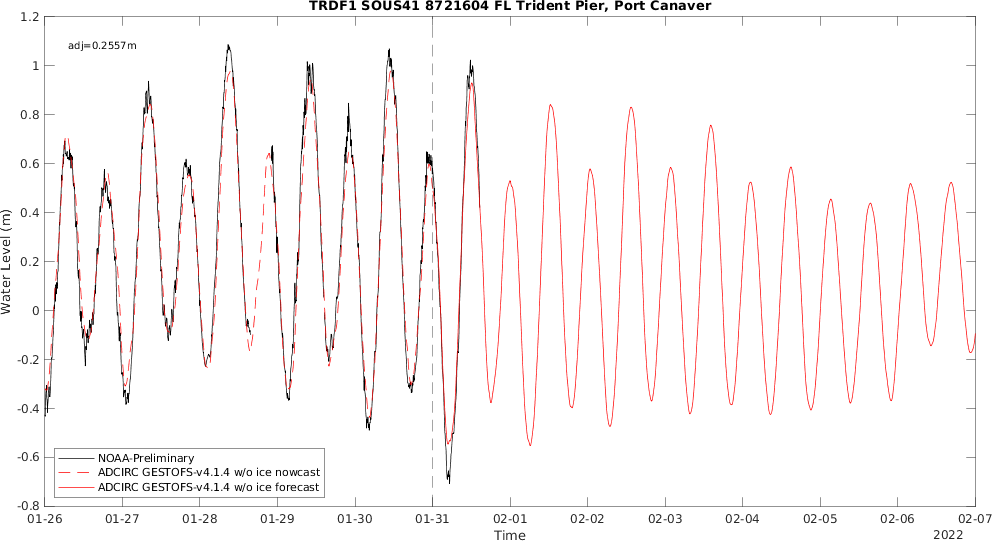 TRDF1 SOUS41 8721604 FL Trident Pier, Port Canaver
adj=0.2557m
1.2
1
0.8
0.6
0.4
0.2
0
-0.2
-0.4
-0.6
-0.8
Water Level (m)
NOAA-Preliminary
ADCIRC GESTOFS-v4.1.4 w/o ice nowcast
ADCIRC GESTOFS-v4.1.4 w/o ice forecast
01-26 01-27 01-28 01-29 01-30 01-31 02-01 02-02 02-03 02-04 02-05 02-06 02-07
Time
2022